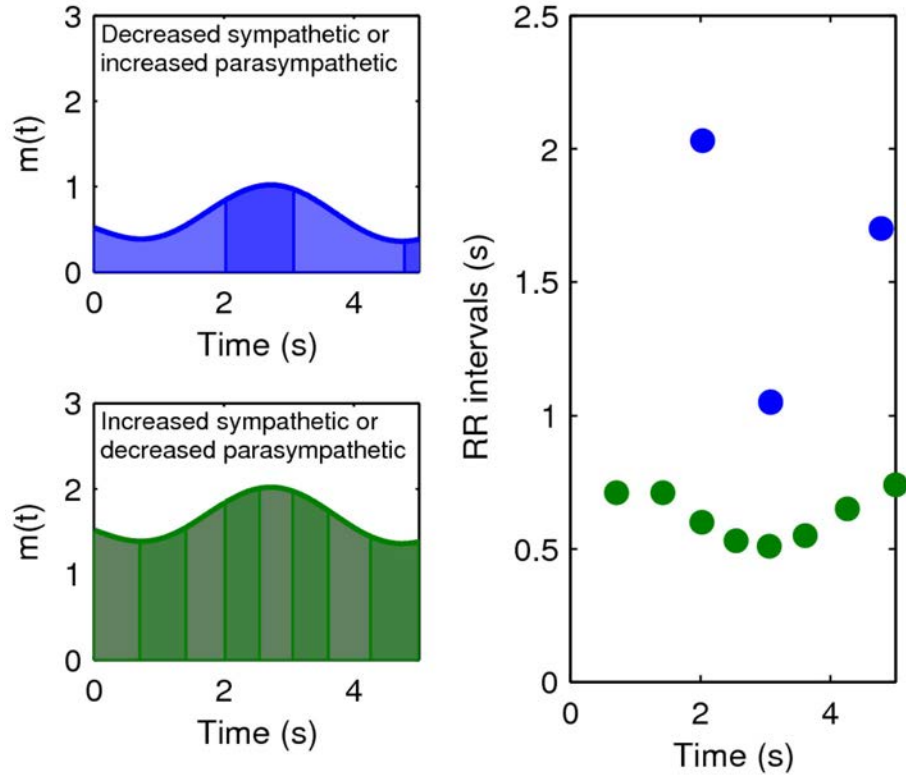 3
Decreased sympathetic or
increased parasympathetic
2
m(t)
1
0
0 2 4
Time (s)
3
Increased sympathetic or
decreased parasympathetic
2
m(t)
1
0
0 2 4
Time (s)
2.5
2
RR intervals (s)
1.5
1
0.5
0
0 2 4
Time (s)